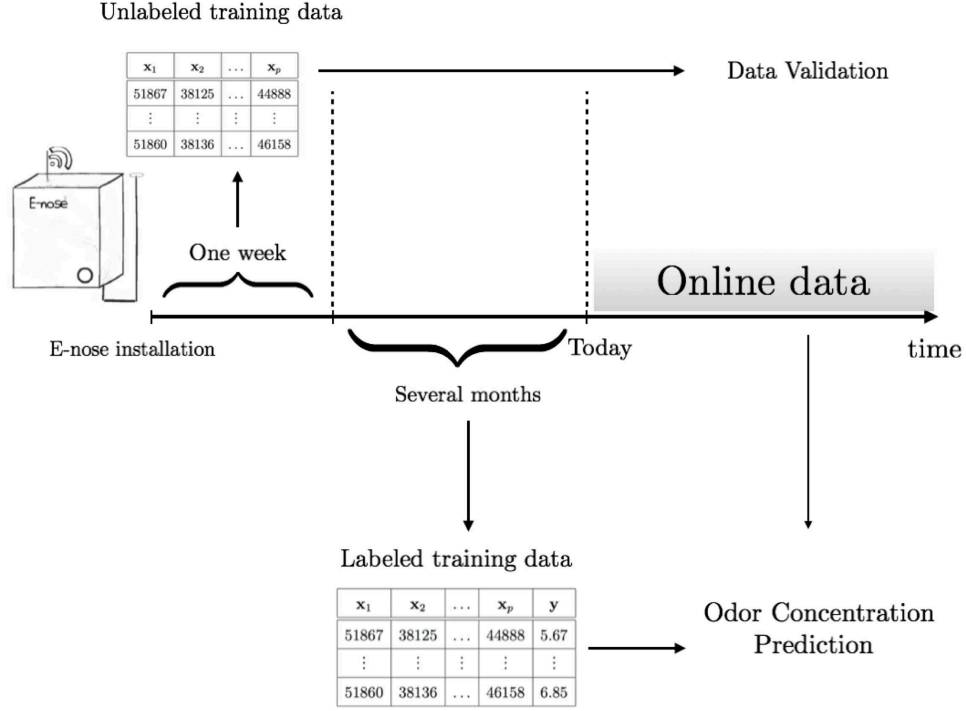 Unlabeled training data
x₁ x₂ ... xₚ
51867 38125 ... 44888
⋮ ⋮ ⋮ ⋮
51860 38136 ... 46158
Data Validation
E-nose
One week
Online data
E-nose installation
Today
time
Several months
Labeled training data
x₁ x₂ ... xₚ y
51867 38125 ... 44888 5.67
⋮ ⋮ ⋮ ⋮ ⋮
51860 38136 ... 46158 6.85
Odor Concentration
Prediction